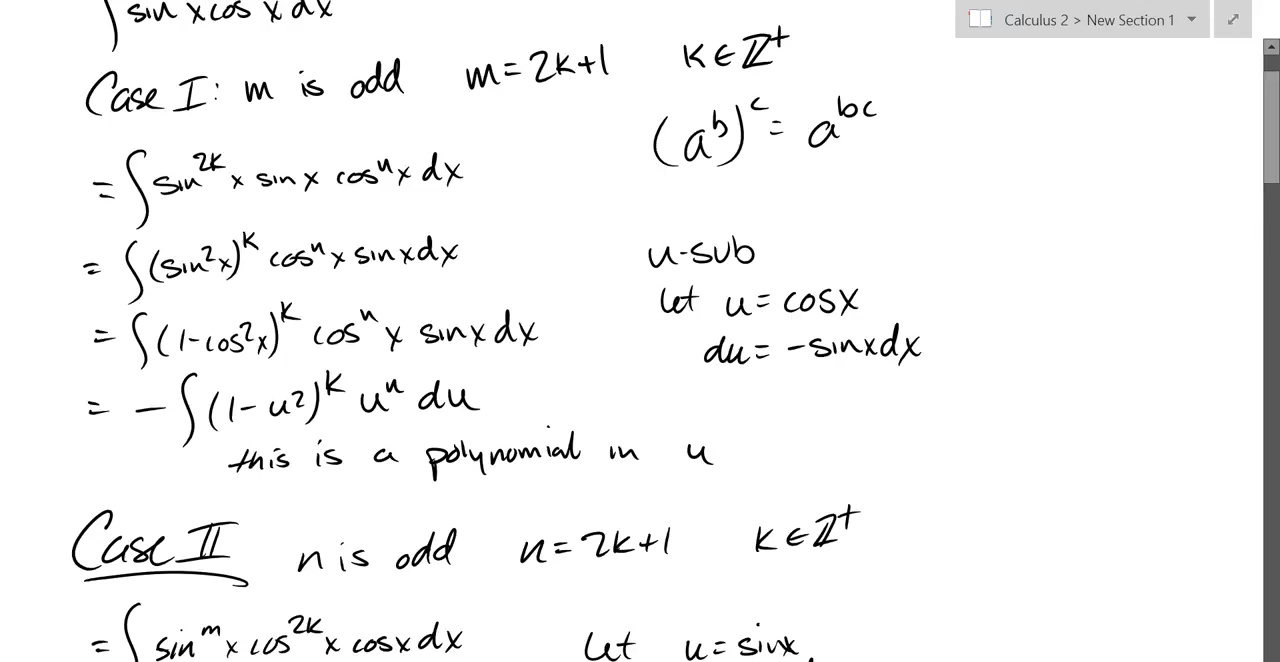 ∫ sin x cos x dx
Calculus 2 > New Section 1
Case I: m is odd m = 2k+1 k ∈ ℤ⁺
(a^b)^c = a^{bc}
= ∫ sin^{2k} x sin x cos^n x dx
= ∫ (sin² x)^k cos^n x sin x dx
u-sub
= ∫ (1-cos² x)^k cos^n x sin x dx
let u = cos x
du = -sin x dx
= - ∫ (1-u²)^k u^n du
this is a polynomial in u
Case II n is odd n = 2k+1 k ∈ ℤ⁺
= ∫ sin^m x cos^{2k} x cos x dx let u = sin x